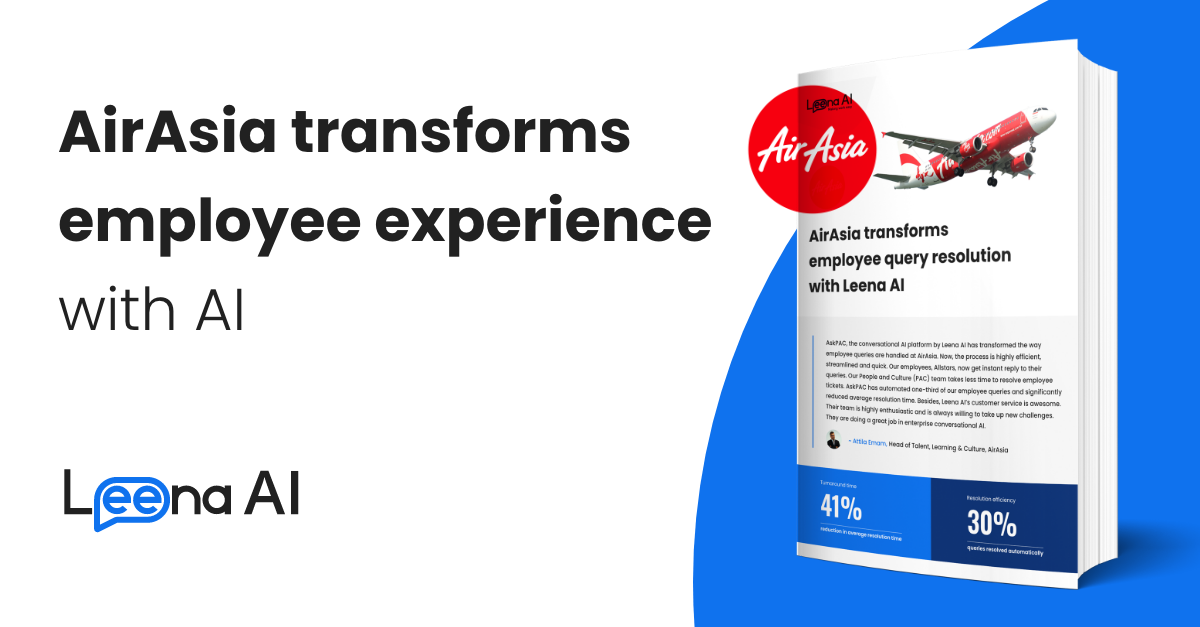 AirAsia transforms
employee experience
with AI
Leena AI
Leena AI
AirAsia
AirAsia transforms
employee query resolution
with Leena AI
AskPAC, the conversational AI platform by Leena AI has transformed the way
employee queries are handled at AirAsia. Now, the process is highly efficient,
streamlined and quick. Our employees, Allstars, now get instant reply to their
queries. Our People and Culture (PAC) team takes less time to resolve employee
tickets. AskPAC has automated one-third of our employee queries and significantly
reduced average resolution time. Besides, Leena AI's customer service is awesome.
Their team is highly enthusiastic and is always willing to take up new challenges.
They are doing a great job in enterprise conversational AI.
- Attila Emam, Head of Talent, Learning & Culture, AirAsia
Turnaround time
41%
reduction in average resolution time
Resolution efficiency
30%
queries resolved automatically